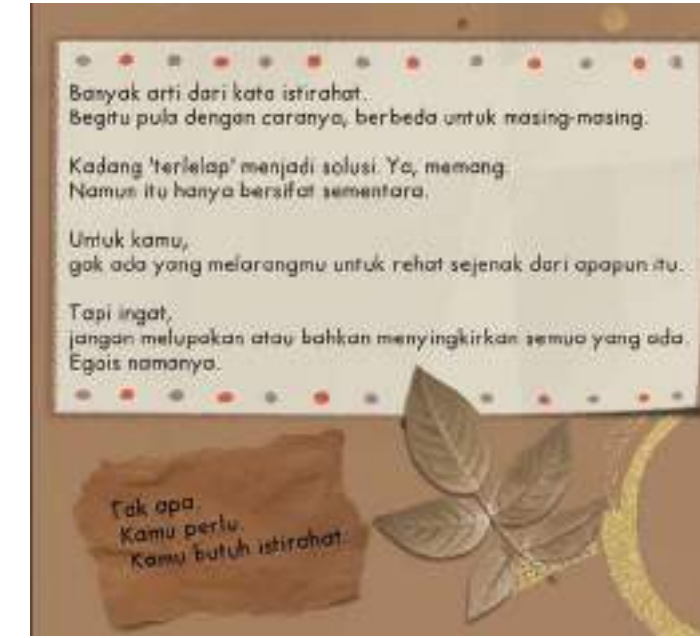 Banyak arti dari kata istirahat.
Begitu pula dengan caranya, berbeda untuk masing-masing.
Kadang 'terlelap' menjadi solusi. Ya, memang.
Namun itu hanya bersifat sementara.
Untuk kamu,
gak ada yang melarangmu untuk rehat sejenak dari apapun itu.
Tapi ingat,
jangan melupakan atau bahkan menyingkirkan semua yang ada.
Egois namanya.
Tak apa.
Kamu perlu.
Kamu butuh istirahat.